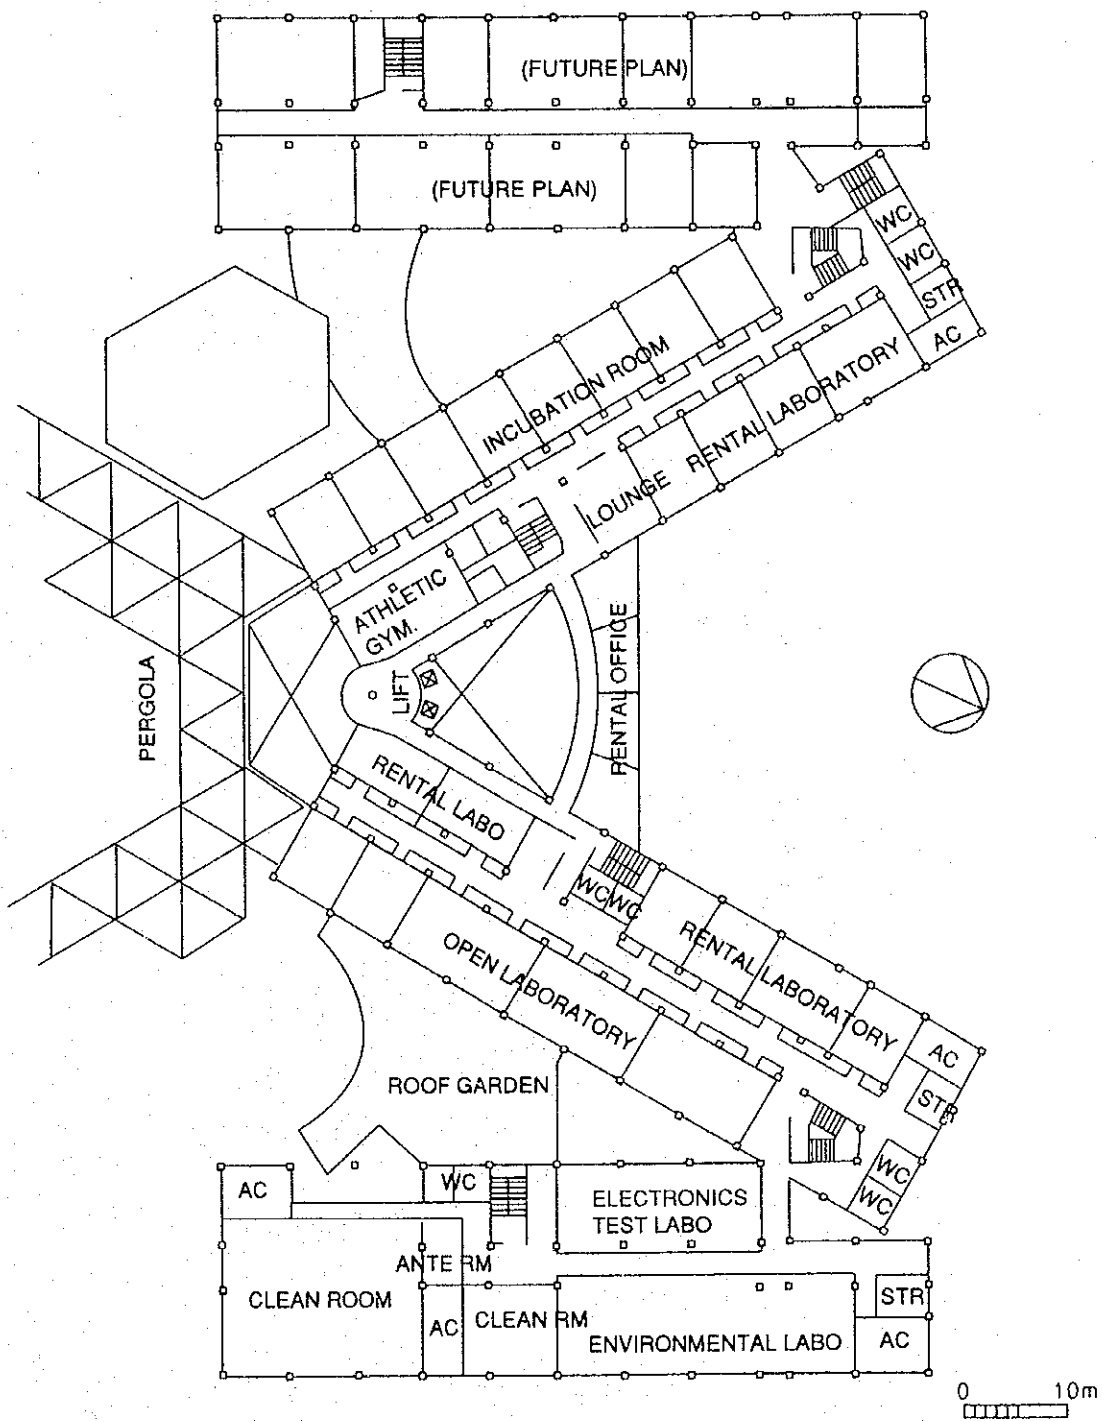 (FUTURE PLAN)
(FUTURE PLAN)
WC
WC
STR
AC
INCUBATION ROOM
RENTAL LABORATORY
LOUNGE
ATHLETIC
GYM.
LIFT
RENTAL OFFICE
PERGOLA
RENTAL LABO
WC
WC
RENTAL LABORATORY
OPEN LABORATORY
AC
STR
ROOF GARDEN
WC
WC
AC
WC
ELECTRONICS
TEST LABO
ANTE RM
CLEAN ROOM
AC
CLEAN RM
ENVIRONMENTAL LABO
STR
AC
0 10m